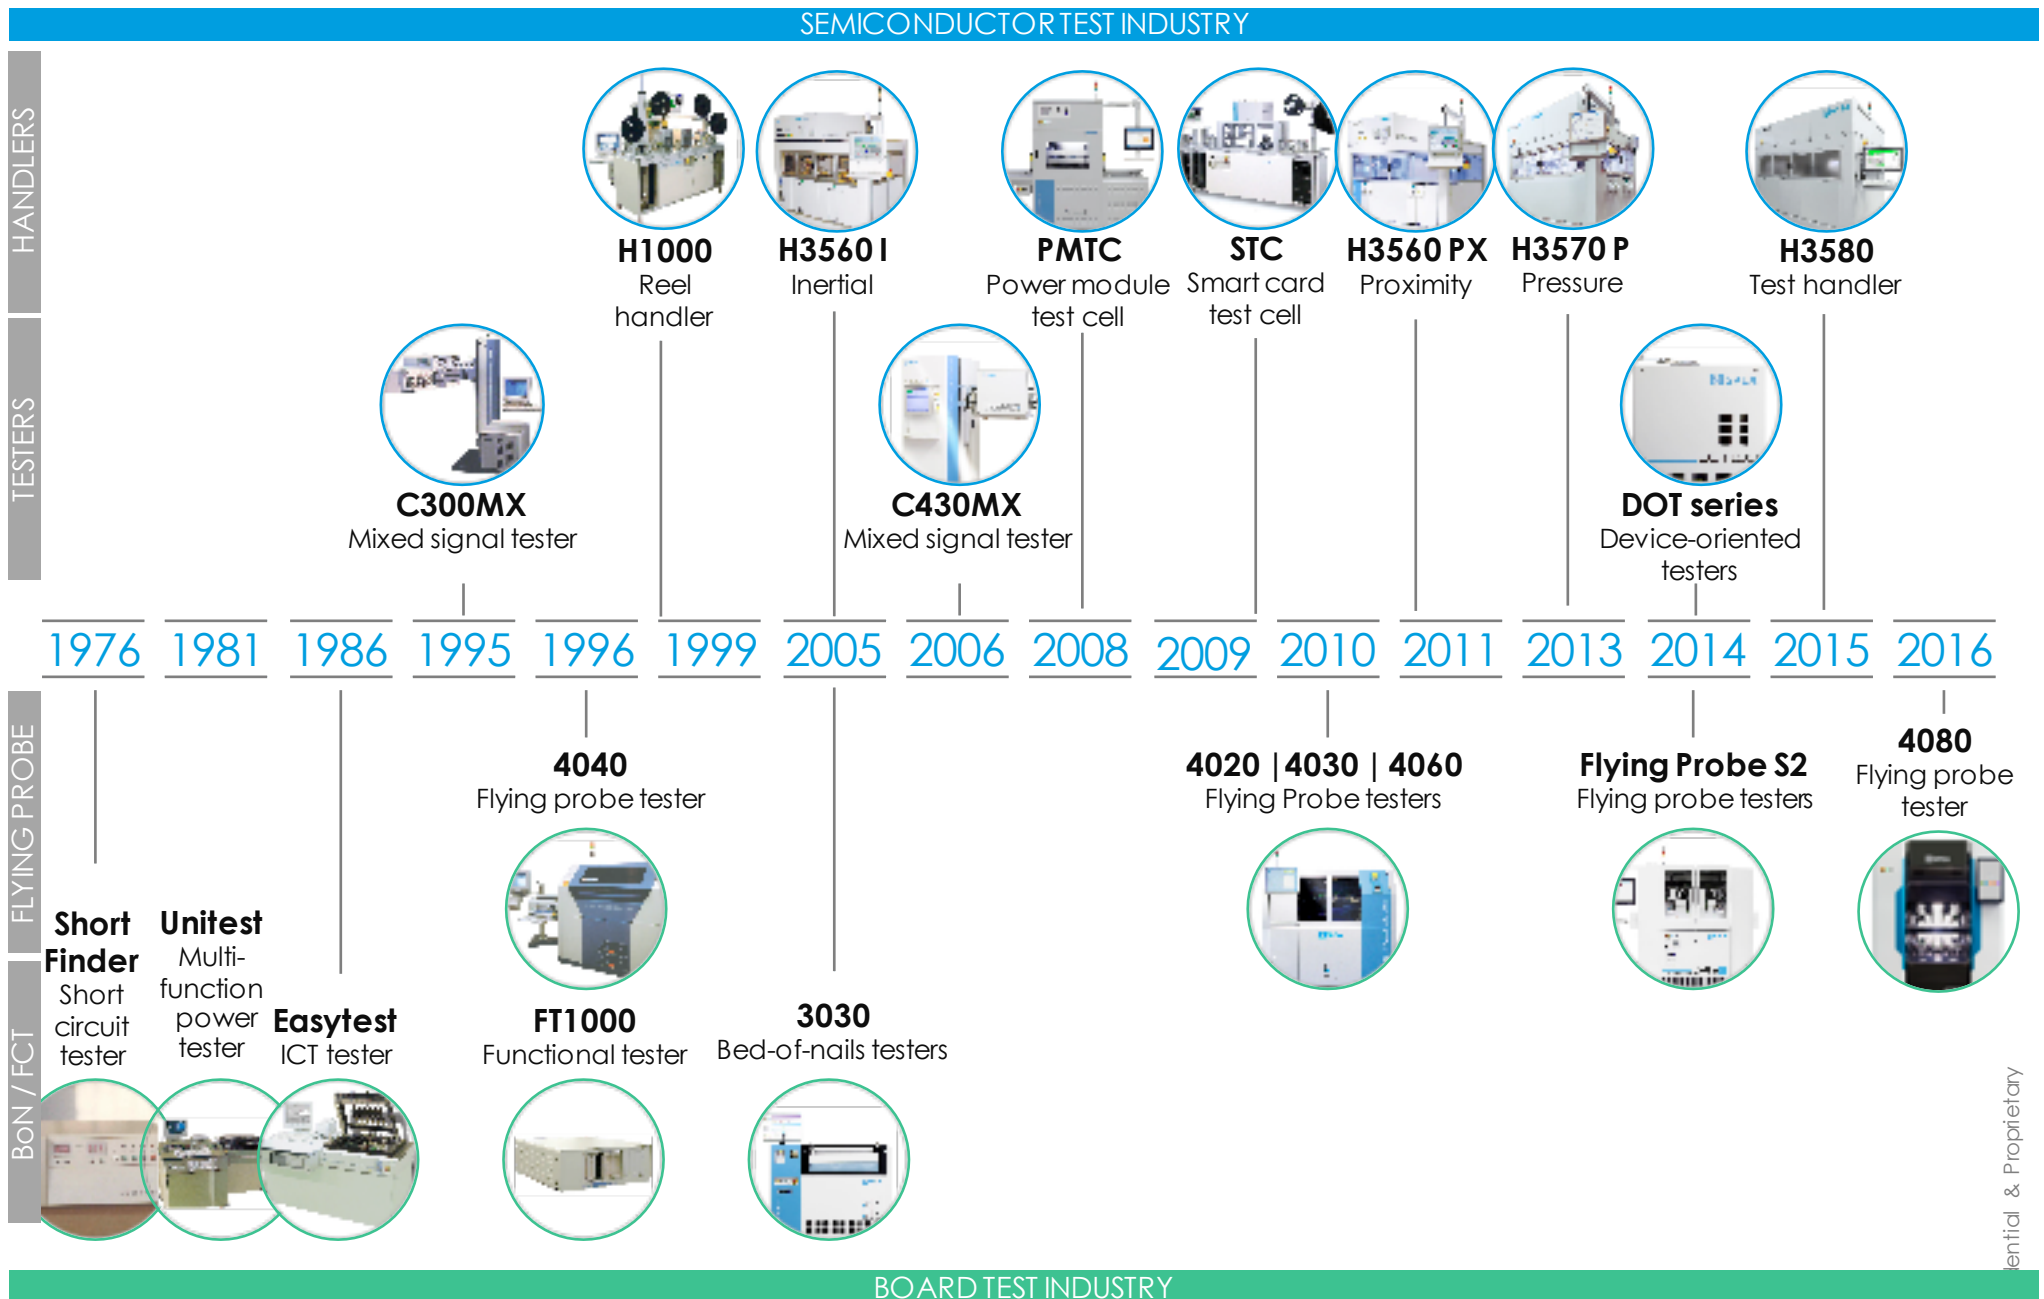 SEMICONDUCTOR TEST INDUSTRY
HANDLERS
H1000
Reel
handler
H3560 I
Inertial
PMTC
Power module
test cell
STC
Smart card
test cell
H3560 PX
Proximity
H3570 P
Pressure
H3580
Test handler
TESTERS
C300MX
Mixed signal tester
C430MX
Mixed signal tester
DOT series
Device-oriented
testers
1976 1981 1986 1995 1996 1999 2005 2006 2008 2009 2010 2011 2013 2014 2015 2016
FLYING PROBE
4040
Flying probe tester
4020 | 4030 | 4060
Flying Probe testers
Flying Probe S2
Flying probe testers
4080
Flying probe
tester
BoN / FCT
Short
Finder
Short
circuit
tester
Unitest
Multi-
function
power
tester
Easytest
ICT tester
FT1000
Functional tester
3030
Bed-of-nails testers
dential & Proprietary
BOARD TEST INDUSTRY